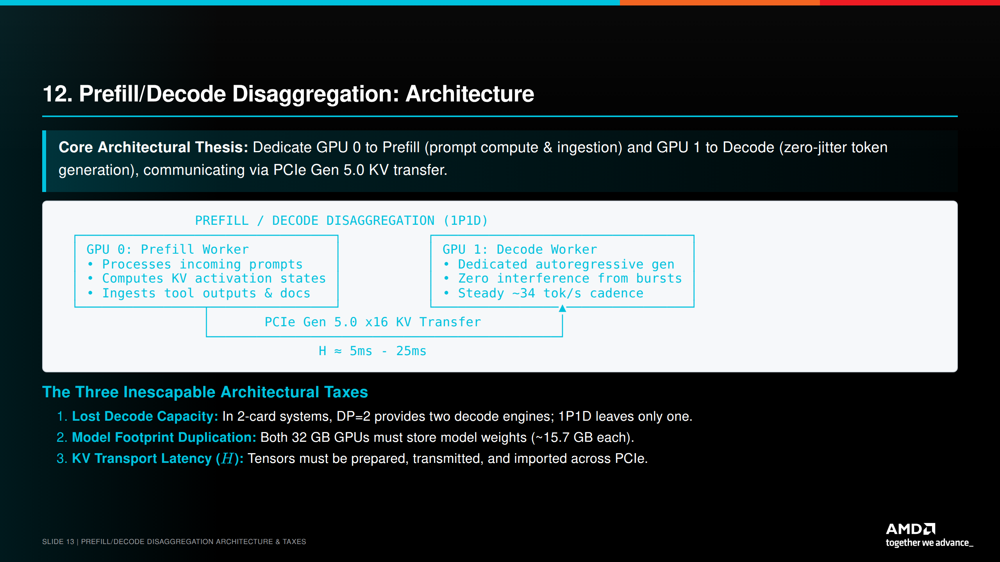 12. Prefill/Decode Disaggregation: Architecture
Core Architectural Thesis: Dedicate GPU 0 to Prefill (prompt compute & ingestion) and GPU 1 to Decode (zero-jitter token
generation), communicating via PCIe Gen 5.0 KV transfer.
PREFILL / DECODE DISAGGREGATION (1P1D)
GPU 0: Prefill Worker
• Processes incoming prompts
• Computes KV activation states
• Ingests tool outputs & docs
GPU 1: Decode Worker
• Dedicated autoregressive gen
• Zero interference from bursts
• Steady ~34 tok/s cadence
PCIe Gen 5.0 x16 KV Transfer
H ≈ 5ms - 25ms
The Three Inescapable Architectural Taxes
1. Lost Decode Capacity: In 2-card systems, DP=2 provides two decode engines; 1P1D leaves only one.
2. Model Footprint Duplication: Both 32 GB GPUs must store model weights (~15.7 GB each).
3. KV Transport Latency (H): Tensors must be prepared, transmitted, and imported across PCIe.
SLIDE 13 | PREFILL/DECODE DISAGGREGATION ARCHITECTURE & TAXES
AMD
together we advance_